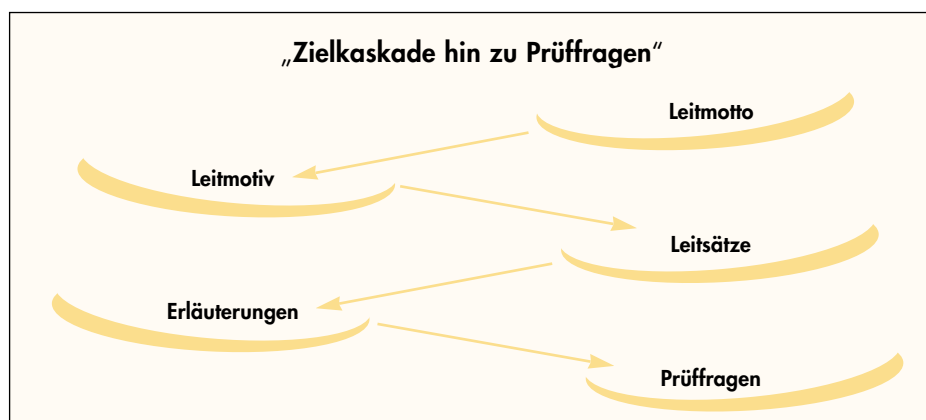 „Zielkaskade hin zu Prüffragen“
Leitmotto
Leitmotiv
Leitsätze
Erläuterungen
Prüffragen